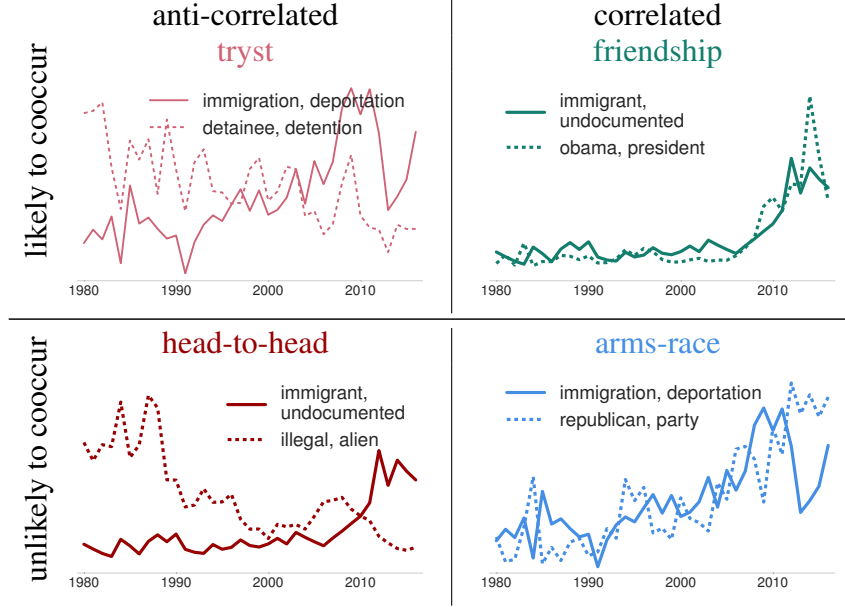 anti-correlated
correlated
likely to cooccur
tryst
immigration, deportation
detainee, detention
1980 1990 2000 2010
friendship
immigrant,
undocumented
obama, president
1980 1990 2000 2010
unlikely to cooccur
head-to-head
immigrant,
undocumented
illegal, alien
1980 1990 2000 2010
arms-race
immigration, deportation
republican, party
1980 1990 2000 2010